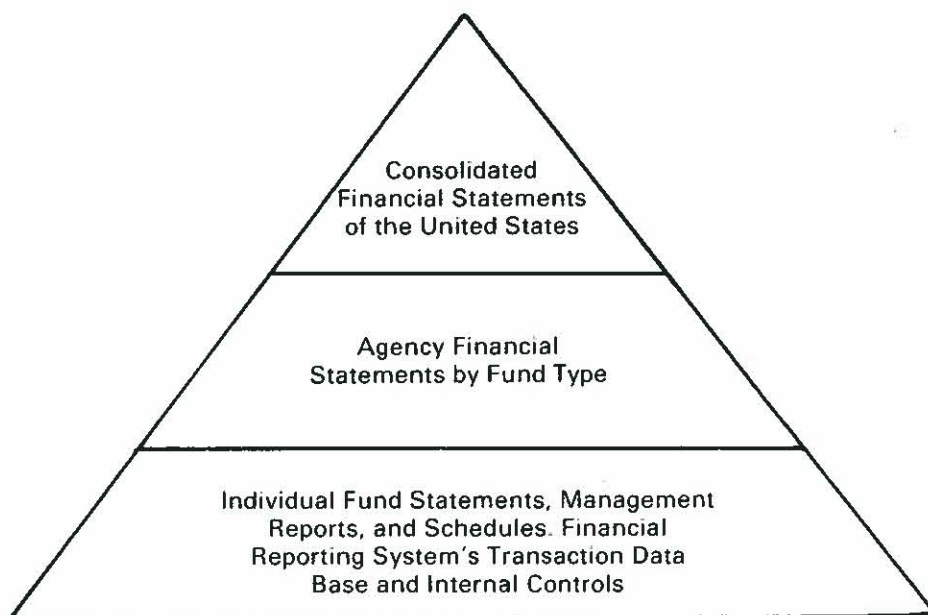 Consolidated
Financial Statements
of the United States
Agency Financial
Statements by Fund Type
Individual Fund Statements, Management
Reports, and Schedules. Financial
Reporting System's Transaction Data
Base and Internal Controls